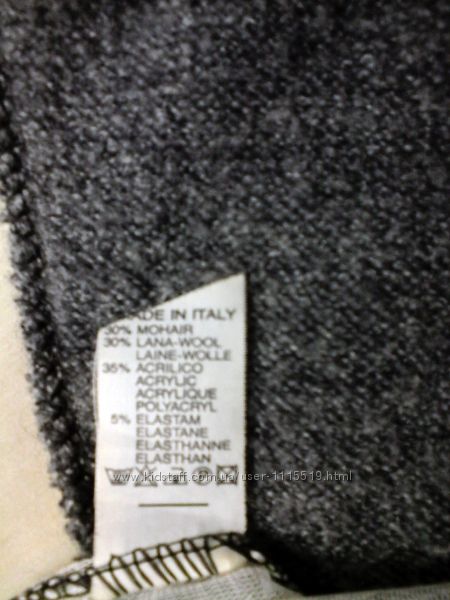 MADE IN ITALY
30% MOHAIR
30% LANA-WOOL
LAINE-WOLLE
35% ACRILICO
ACRYLIC
ACRYLIQUE
POLYACRYL
5% ELASTAM
ELASTANE
ELASTHANNE
ELASTHAN
www.kidstaff.com.ua/user-1115519.html